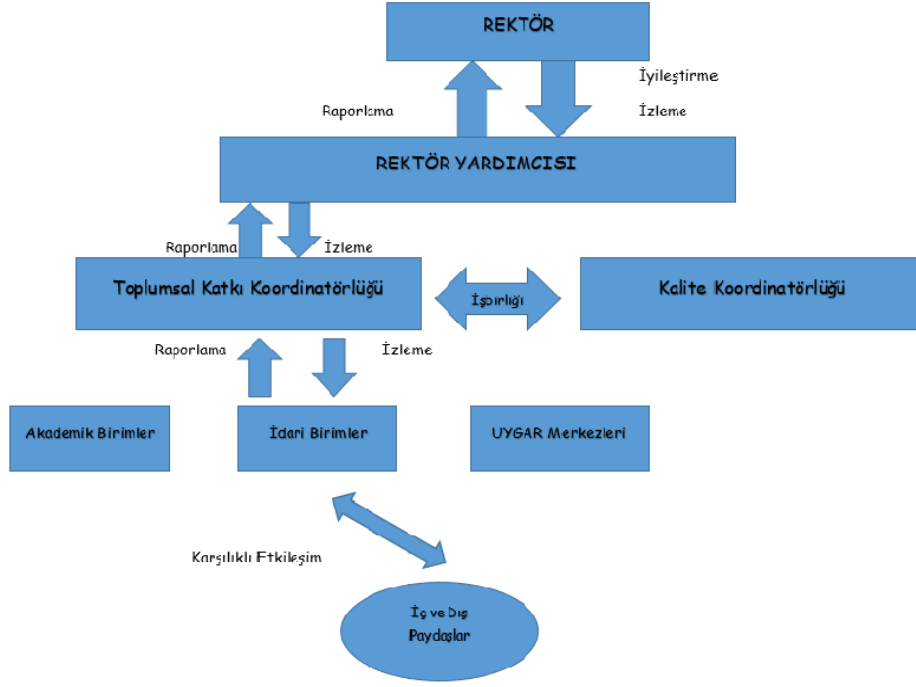 REKTÖR
İyileştirme
Raporlama
İzleme
REKTÖR YARDIMCISI
Raporlama
İzleme
Toplumsal Katkı Koordinatörlüğü
İşbirliği
Kalite Koordinatörlüğü
Raporlama
İzleme
Akademik Birimler
İdari Birimler
UYGAR Merkezleri
Karşılıklı Etkileşim
İç ve Dış
Paydaşlar